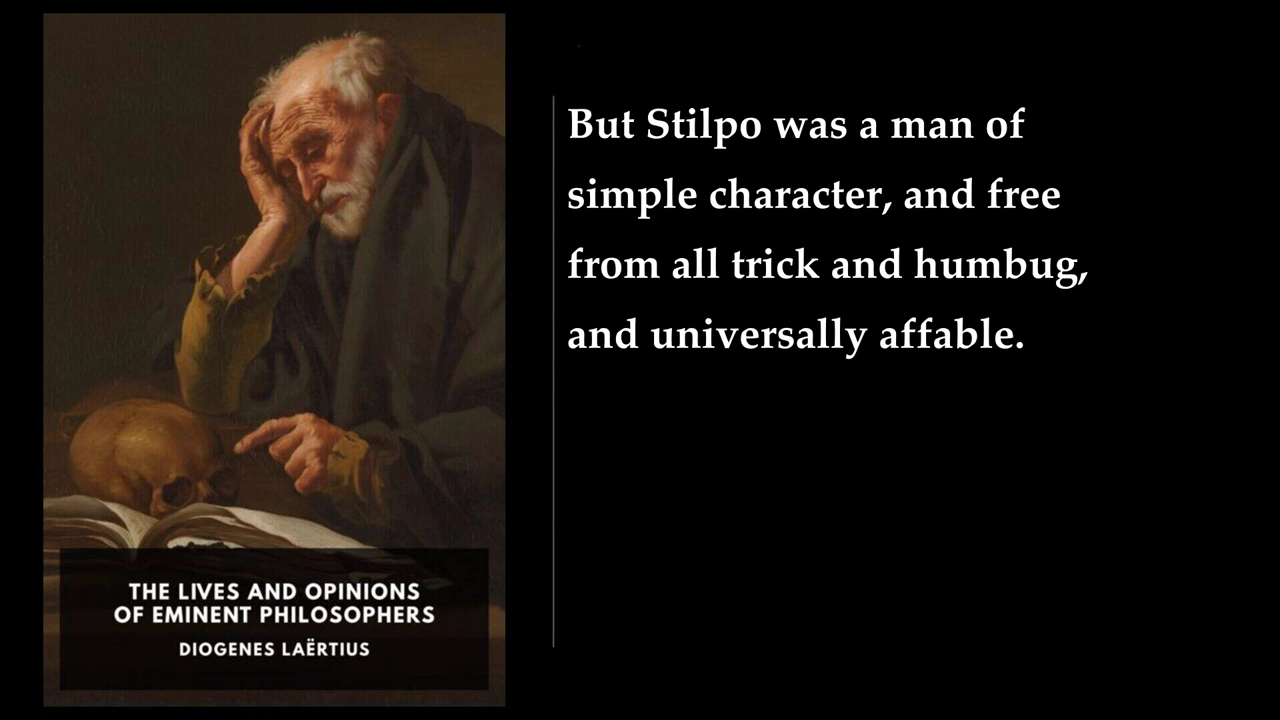 But Stilpo was a man of
simple character, and free
from all trick and humbug,
and universally affable.
THE LIVES AND OPINIONS
OF EMINENT PHILOSOPHERS
DIOGENES LAËRTIUS